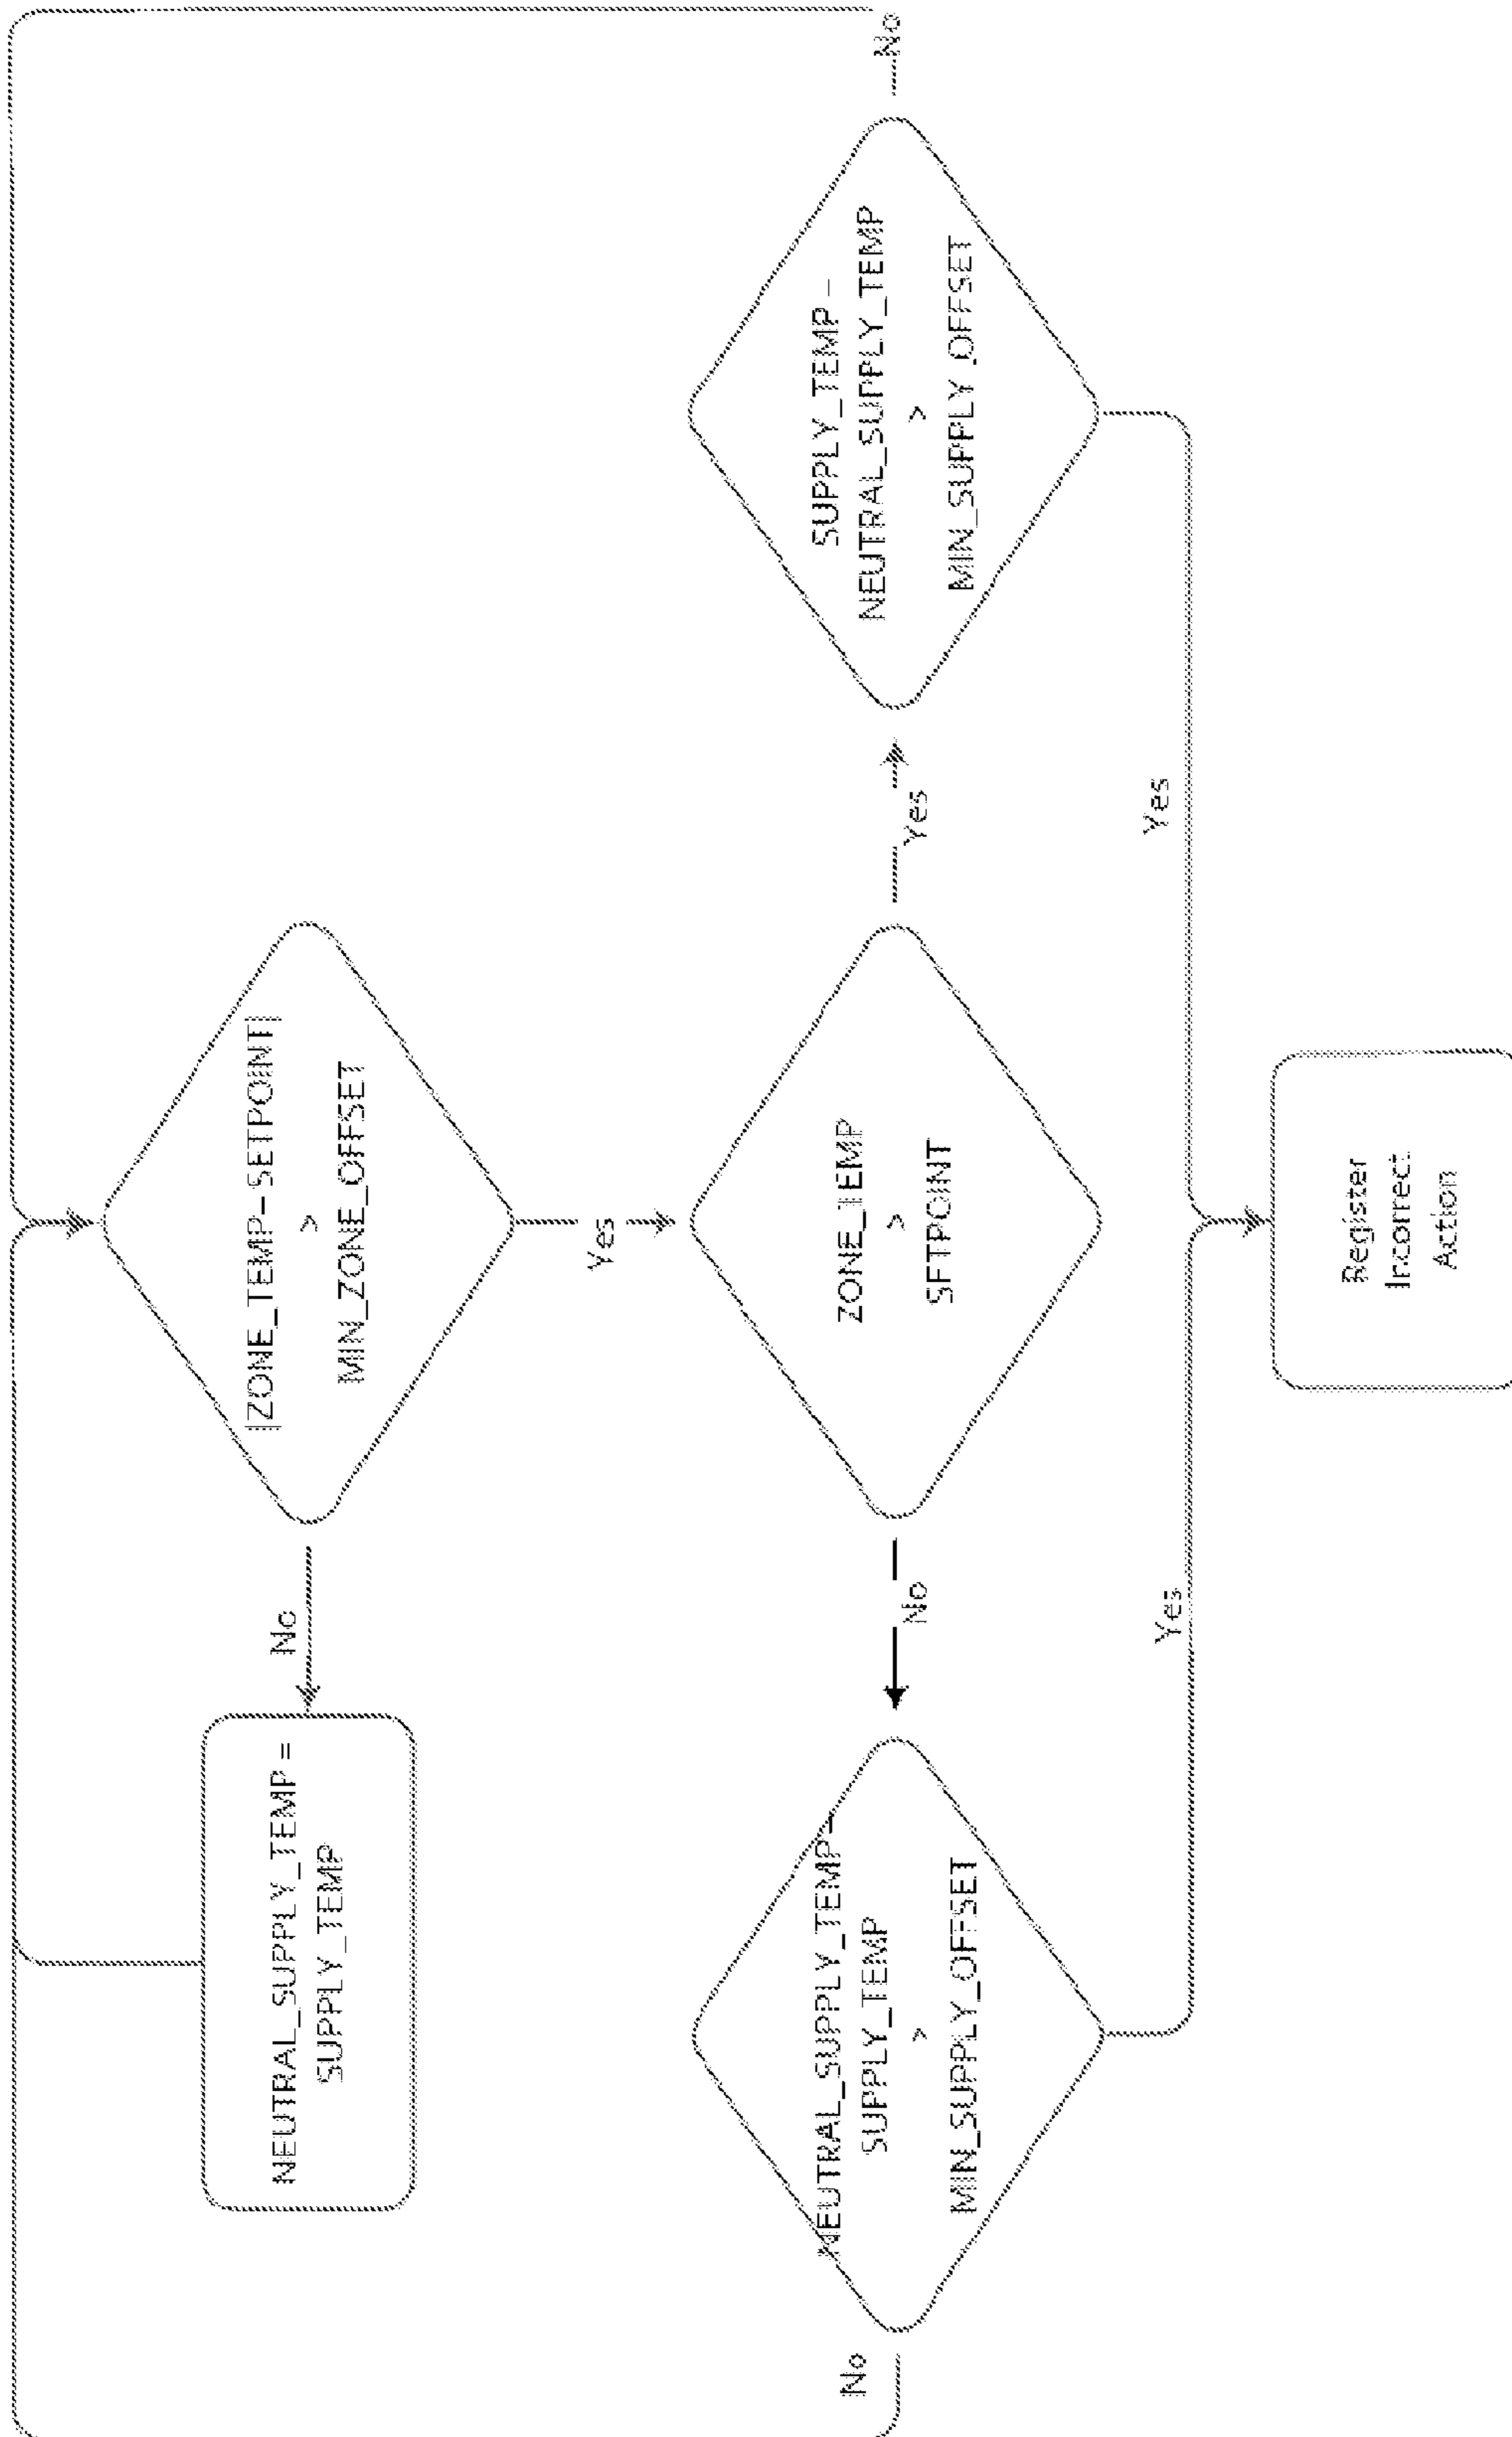 NEUTRAL_SUPPLY_TEMP =
SUPPLY_TEMP
No
|ZONE_TEMP-SETPOINT|
>
MIN_ZONE_OFFSET
Yes
No
NEUTRAL_SUPPLY_TEMP-
SUPPLY_TEMP
>
MIN_SUPPLY_OFFSET
No
ZONE_TEMP
>
SETPOINT
Yes
SUPPLY_TEMP –
NEUTRAL_SUPPLY_TEMP
>
MIN_SUPPLY_OFFSET
No
Yes
Yes
Register
Incorrect
Action